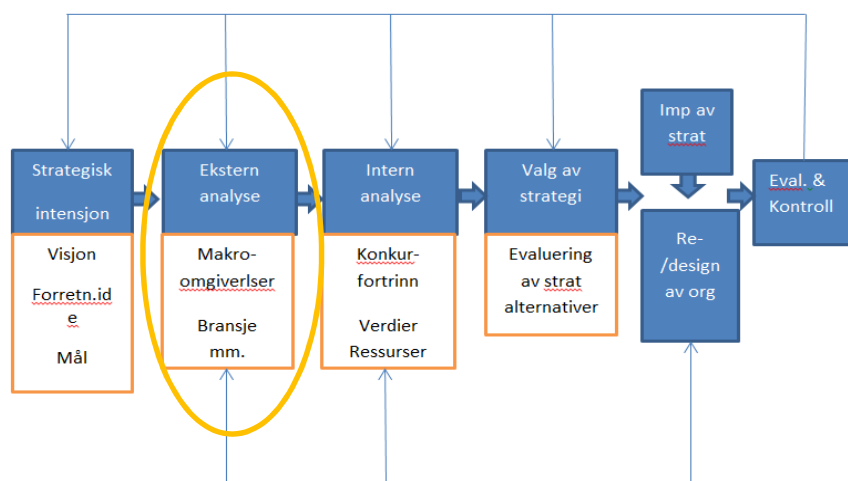 Strategisk
intensjon
Visjon
Forretn.id
e
Mål
Ekstern
analyse
Makro-
omgiverlser
Bransje
mm.
Intern
analyse
Konkur-
fortrinn
Verdier
Ressurser
Valg av
strategi
Evaluering
av strat
alternativer
Imp av
strat
Re-
/design
av org
Eval. &
Kontroll